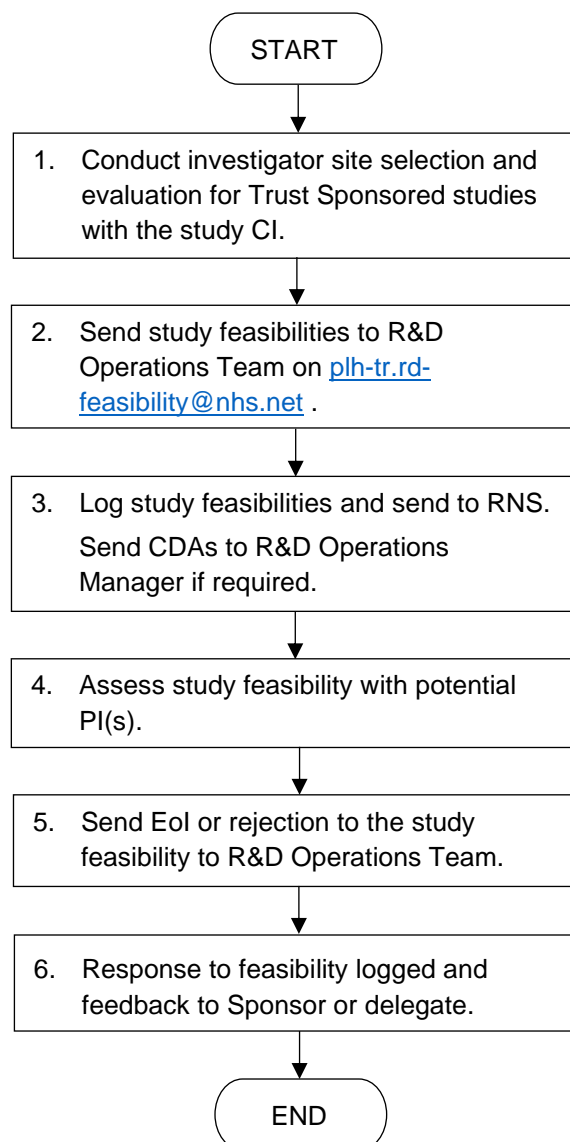 START
1. Conduct investigator site selection and
evaluation for Trust Sponsored studies
with the study CI.
2. Send study feasibilities to R&D
Operations Team on plh-tr.rd-
feasibility@nhs.net .
3. Log study feasibilities and send to RNS.
Send CDAs to R&D Operations
Manager if required.
4. Assess study feasibility with potential
PI(s).
5. Send EoI or rejection to the study
feasibility to R&D Operations Team.
6. Response to feasibility logged and
feedback to Sponsor or delegate.
END